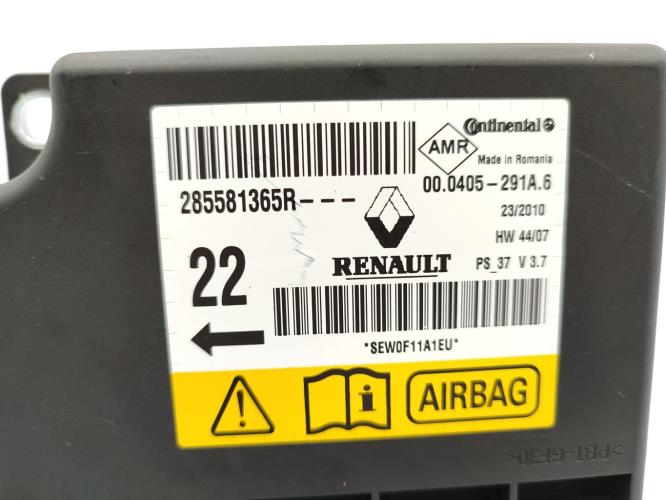 Continental
AMR
Made in Romania
285581365R---
00.0405-291A.6
23/2010
HW 44/07
22
RENAULT
PS_37 V 3.7
*SEW0F11A1EU*
i
AIRBAG
>PBT-GF30<